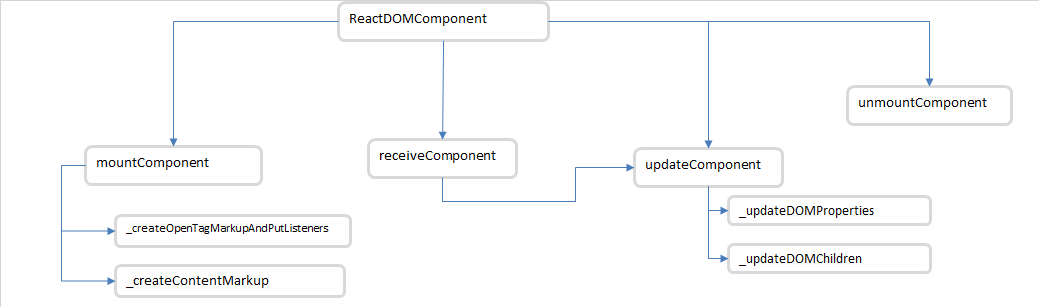 ReactDOMComponent
unmountComponent
mountComponent
receiveComponent
updateComponent
_createOpenTagMarkupAndPutListeners
_updateDOMProperties
_createContentMarkup
_updateDOMChildren